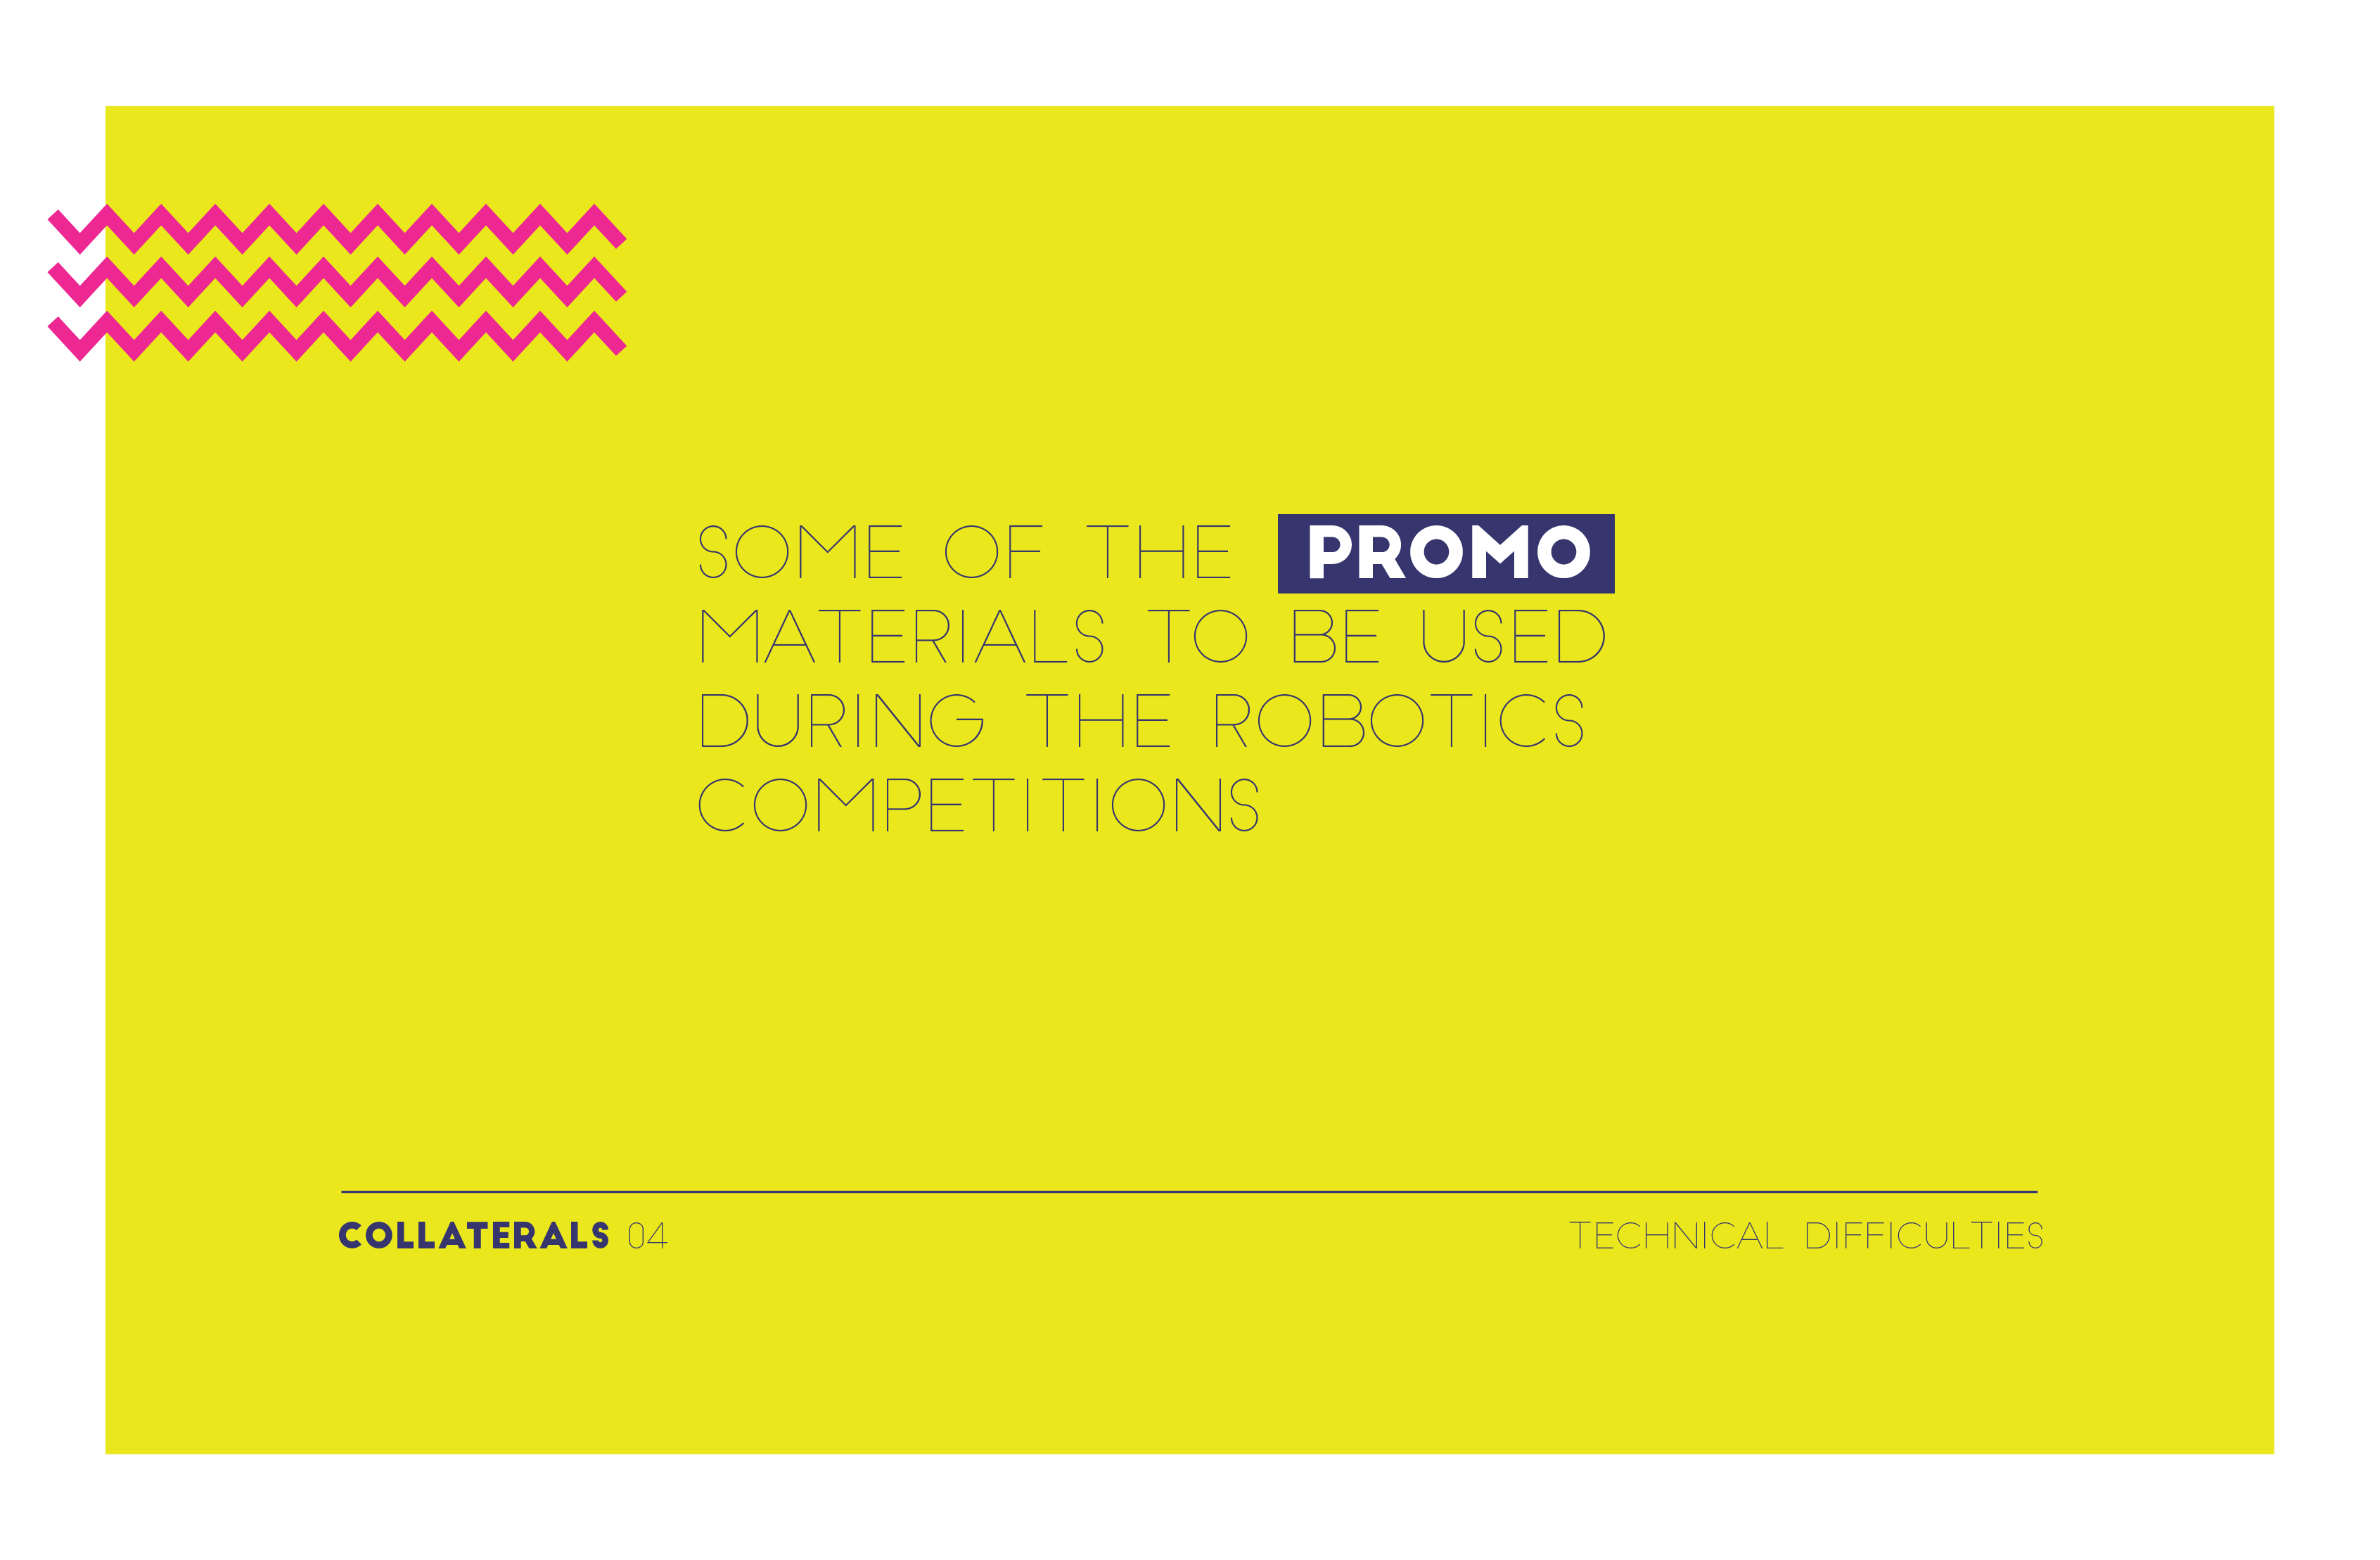 SOME OF THE PROMO
MATERIALS TO BE USED
DURING THE ROBOTICS
COMPETITIONS
COLLATERALS 04
TECHNICAL DIFFICULTIES